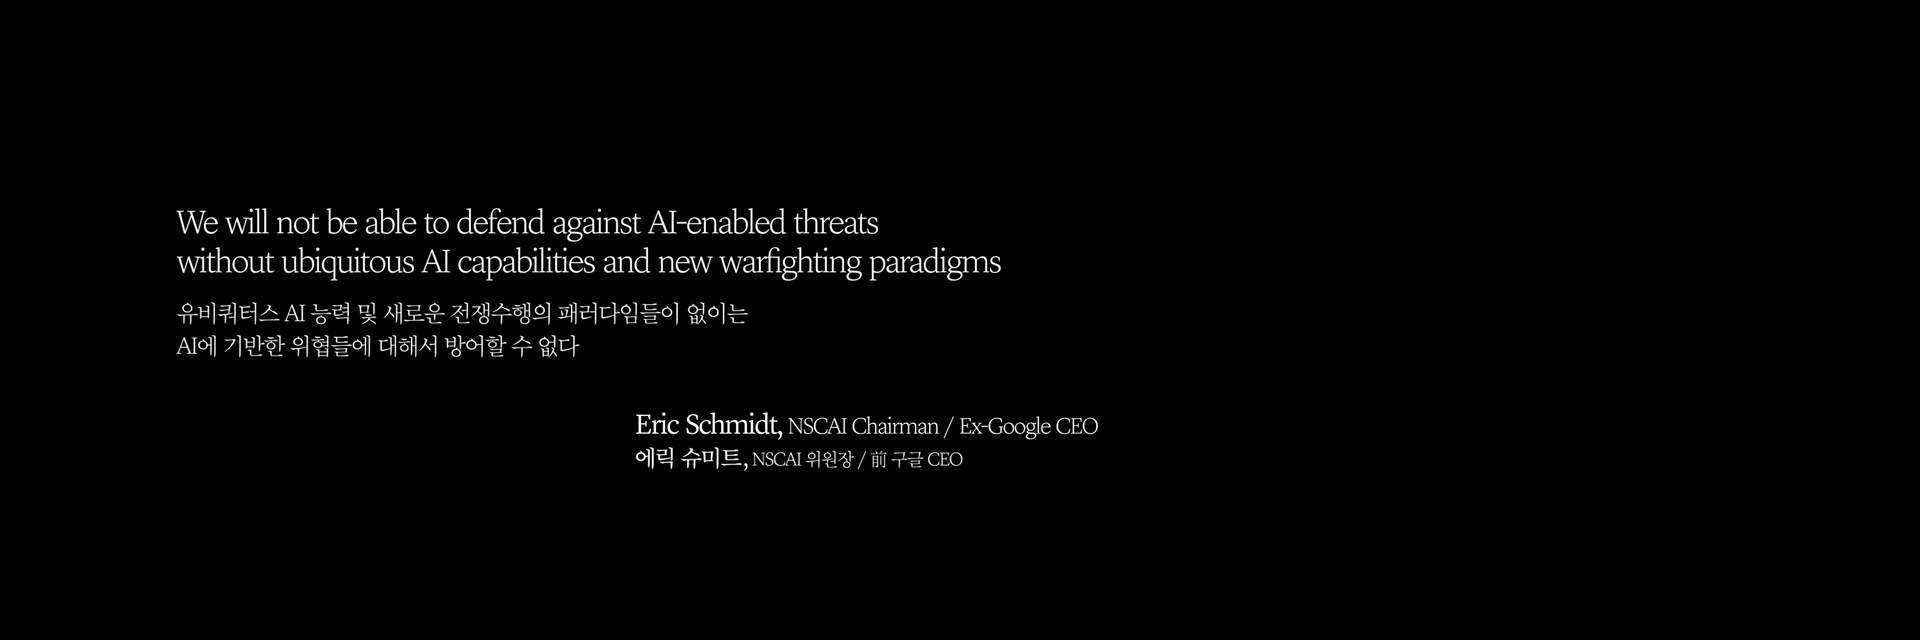 We will not be able to defend against AI-enabled threats
without ubiquitous AI capabilities and new warfighting paradigms
유비쿼터스 AI 능력 및 새로운 전쟁수행의 패러다임들이 없이는
AI에 기반한 위협들에 대해서 방어할 수 없다
Eric Schmidt, NSCAI Chairman / Ex-Google CEO
에릭 슈미트, NSCAI 위원장 / 前 구글 CEO